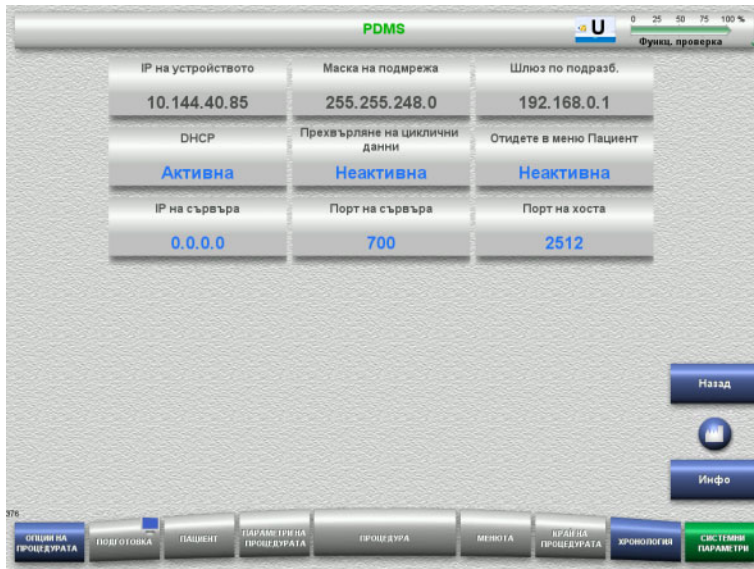 PDMS
U
0 25 50 75 100 %
Функц. проверка
IP на устройството
Маска на подмрежа
Шлюз по подразб.
10.144.40.85
255.255.248.0
192.168.0.1
DHCP
Прехвърляне на циклични
данни
Отидете в меню Пациент
Активна
Неактивна
Неактивна
IP на сървъра
Порт на сървъра
Порт на хоста
0.0.0.0
700
2512
Назад
Инфо
376
ОПЦИИ НА
ПРОЦЕДУРАТА
ПОДГОТОВКА
ПАЦИЕНТ
ПАРАМЕТРИ НА
ПРОЦЕДУРАТА
ПРОЦЕДУРА
МЕНЮТА
КРАЙ НА
ПРОЦЕДУРАТА
ХРОНОЛОГИЯ
СИСТЕМНИ
ПАРАМЕТРИ